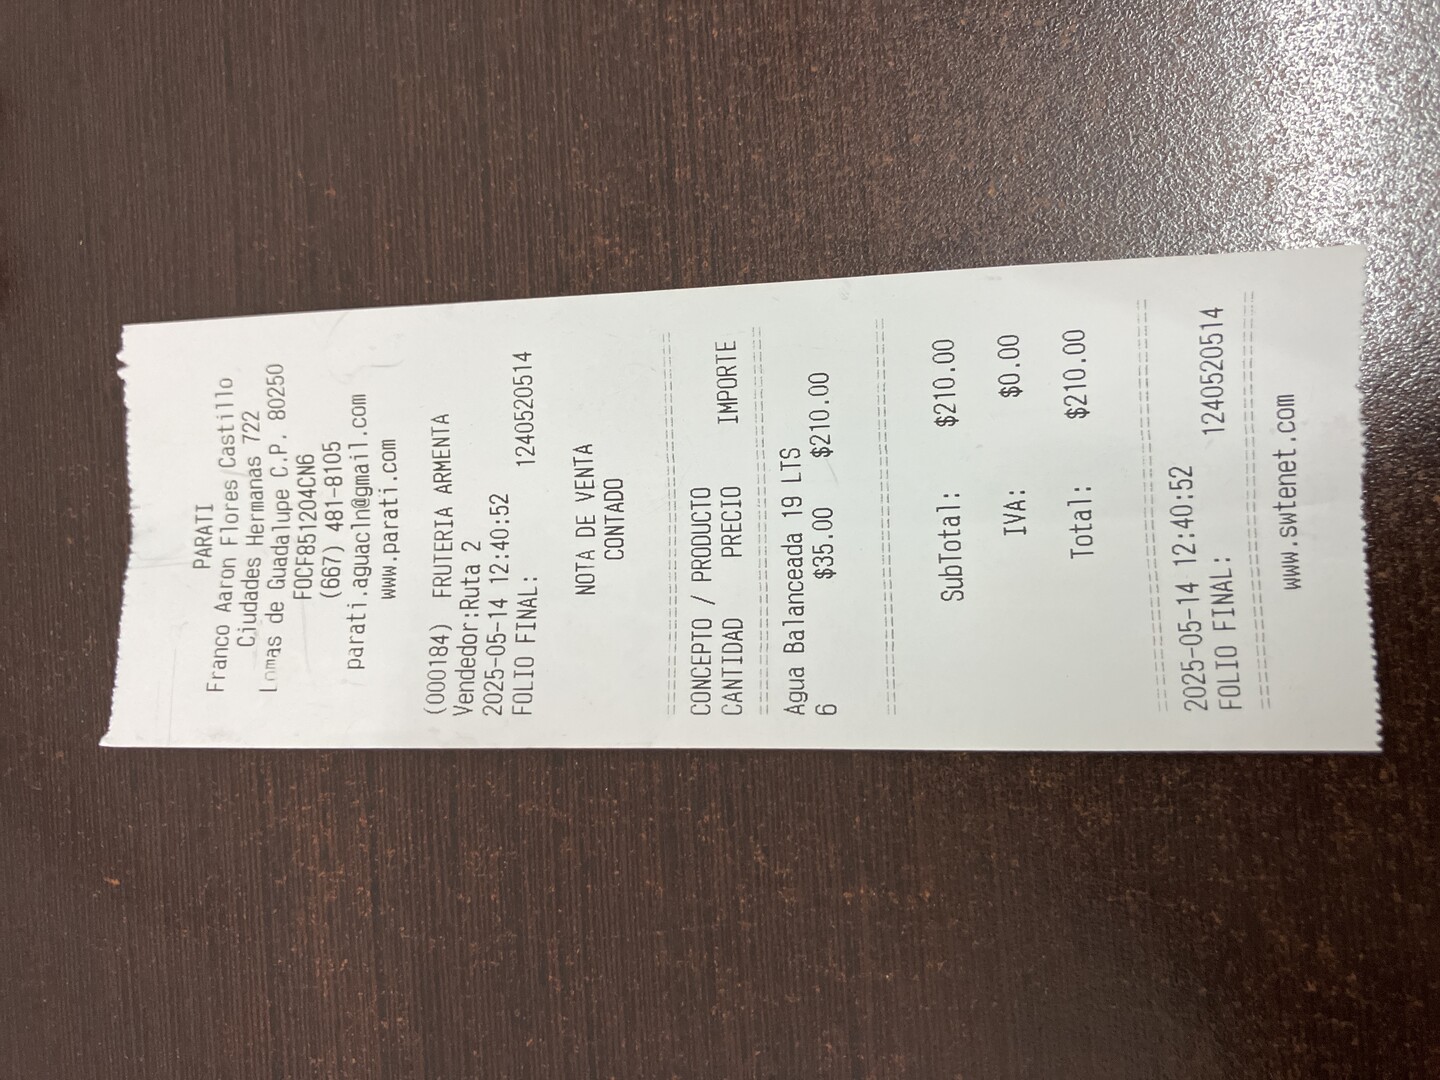 PARATI
Franco Aaron Flores Castillo
Ciudades Hermanas 722
Lomas de Guadalupe C.P. 80250
FOCF851204CN6
(667) 481-8105
parati.aguacln@gmail.com
www.parati.com
(000184) FRUTERIA ARMENTA
Vendedor:Ruta 2
2025-05-14 12:40:52
FOLIO FINAL: 1240520514
NOTA DE VENTA
CONTADO
CONCEPTO / PRODUCTO
CANTIDAD PRECIO IMPORTE
Agua Balanceada 19 LTS
6 $35.00 $210.00
SubTotal: $210.00
IVA: $0.00
Total: $210.00
2025-05-14 12:40:52
FOLIO FINAL: 1240520514
www.swtenet.com